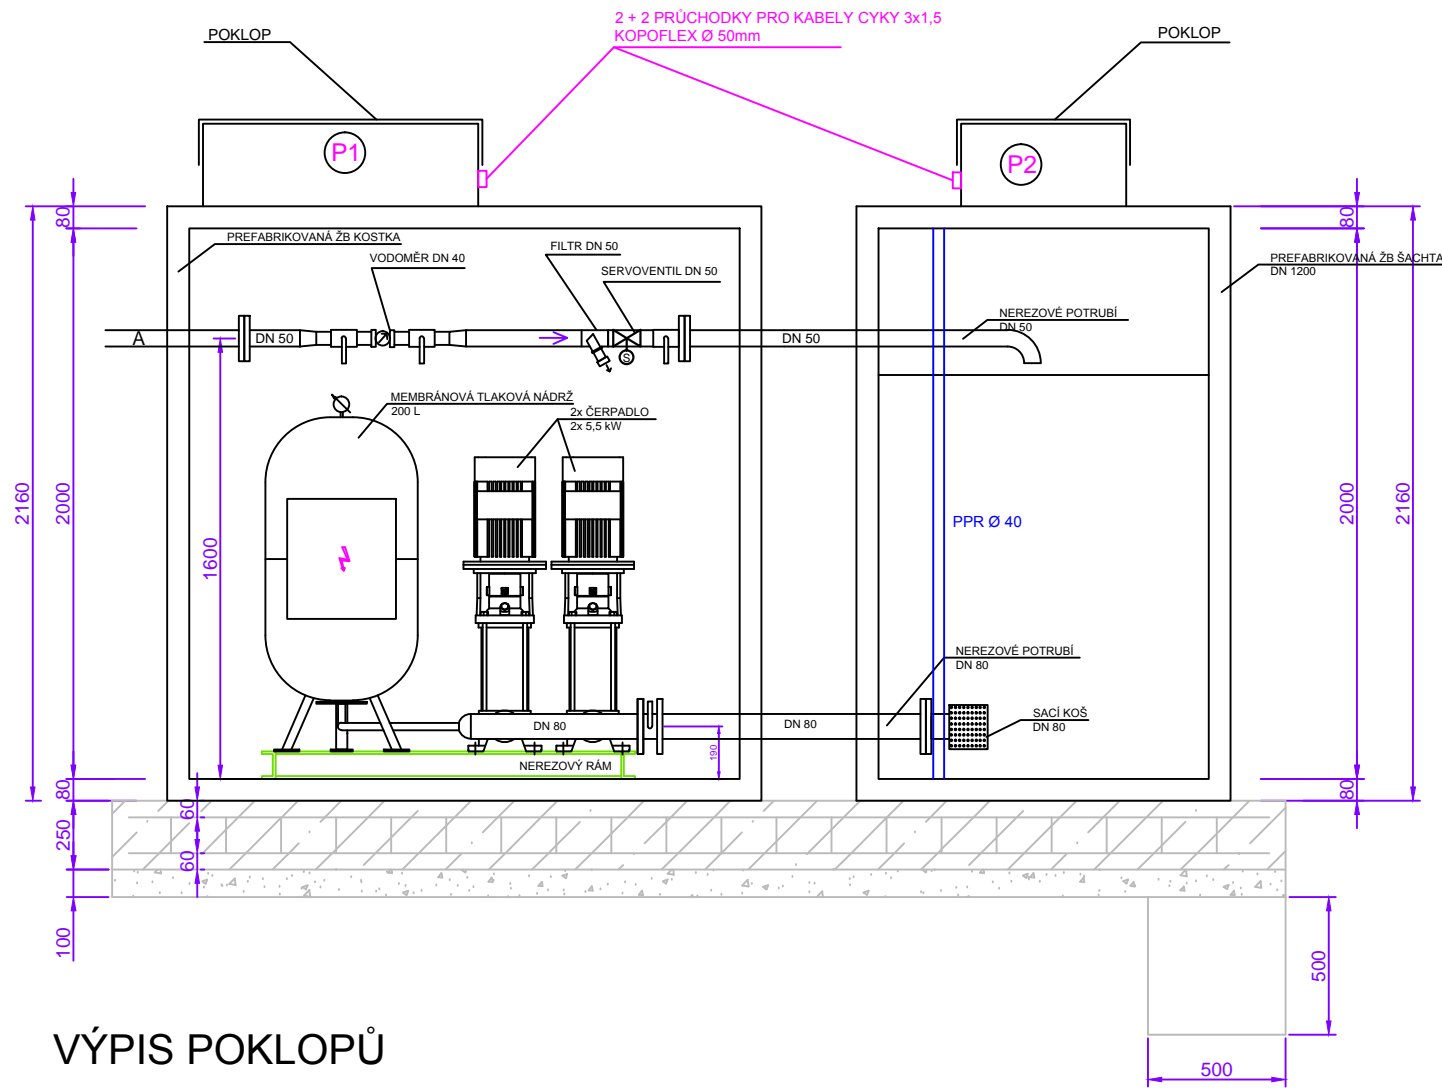 2 + 2 PRŮCHODKY PRO KABELY CYKY 3x1,5
KOPOFLEX Ø 50mm
POKLOP
POKLOP
P1
P2
80
80
PREFABRIKOVANÁ ŽB KOSTKA
VODOMĚR DN 40
FILTR DN 50
SERVOVENTIL DN 50
PREFABRIKOVANÁ ŽB ŠACHTA
DN 1200
NEREZOVÉ POTRUBÍ
DN 50
A
DN 50
S
DN 50
MEMBRÁNOVÁ TLAKOVÁ NÁDRŽ
200 L
2x ČERPADLO
2x 5,5 kW
2160
2000
1600
PPR Ø 40
2000
2160
NEREZOVÉ POTRUBÍ
DN 80
SACÍ KOŠ
DN 80
DN 80
DN 80
190
NEREZOVÝ RÁM
80
80
60
250
60
100
500
500
VÝPIS POKLOPŮ